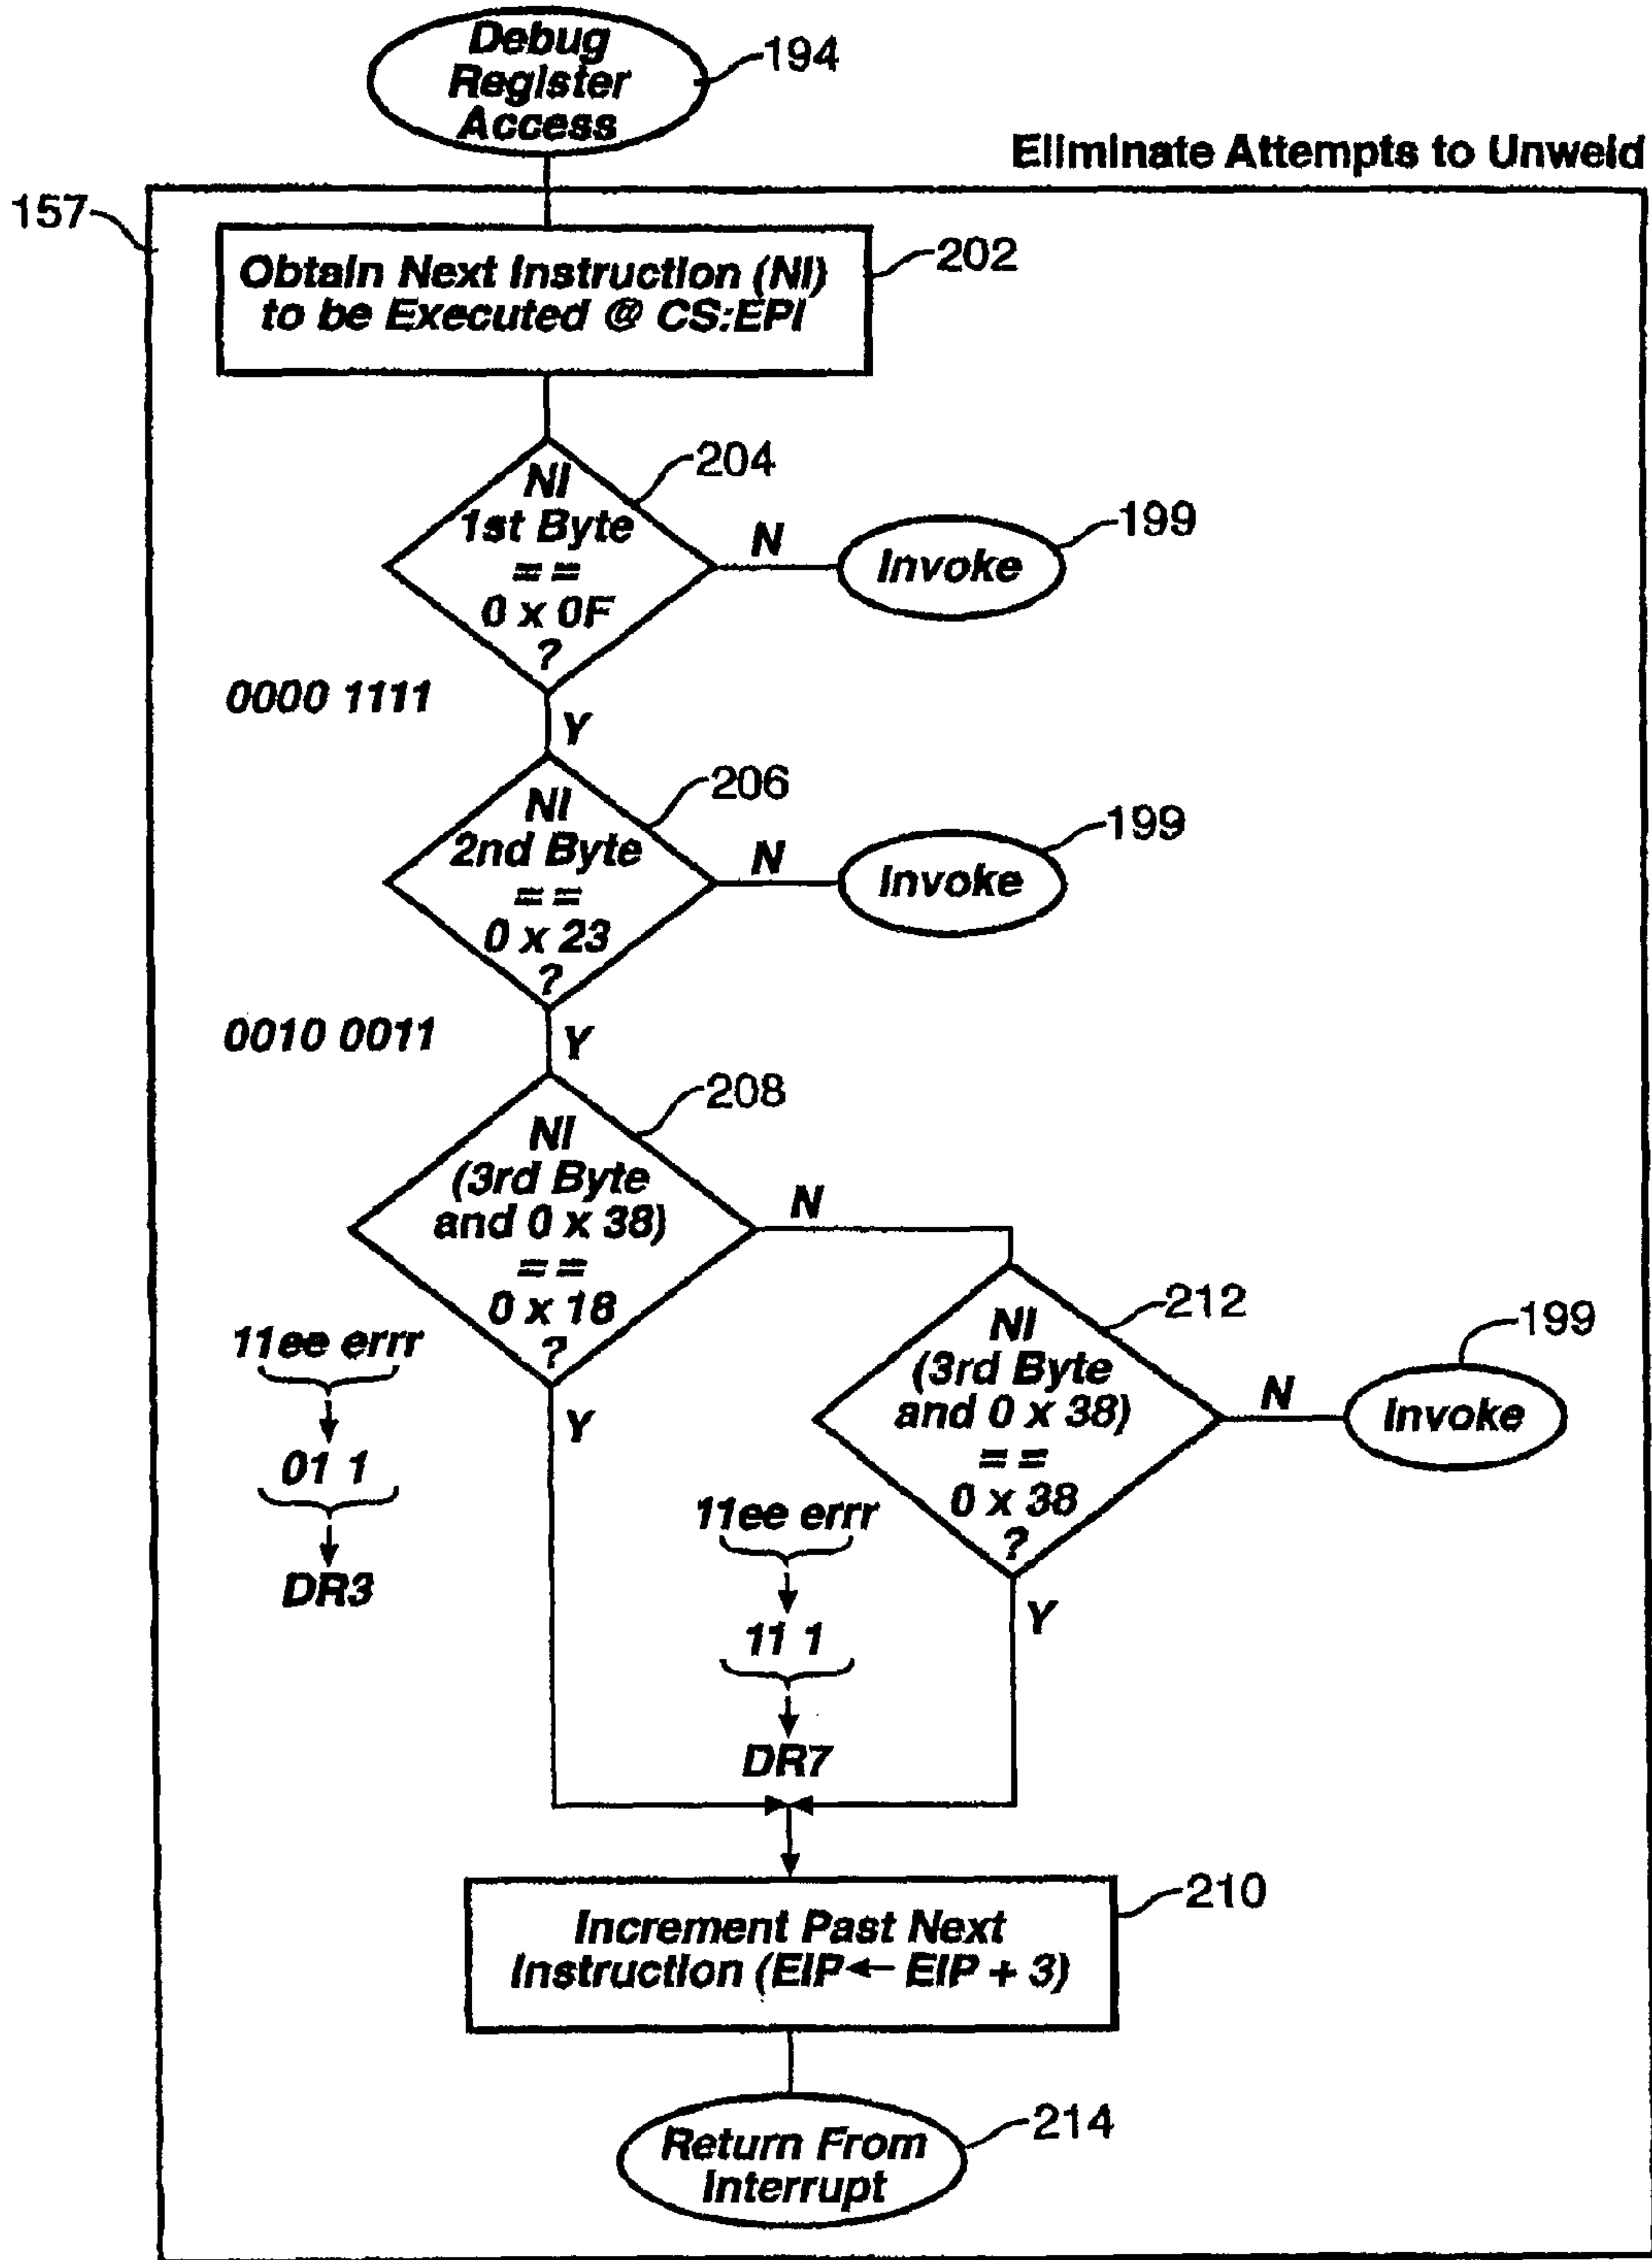 Debug
Register
Access
194
Eliminate Attempts to Unweld
157
Obtain Next Instruction (NI)
to be Executed @ CS:EPI
202
NI
1st Byte
= =
0 x 0F
?
204
N
Invoke
199
0000 1111
Y
NI
2nd Byte
= =
0 x 23
?
206
N
Invoke
199
0010 0011
Y
NI
(3rd Byte
and 0 x 38)
= =
0 x 18
?
208
N
Y
11ee errr
01 1
DR3
NI
(3rd Byte
and 0 x 38)
= =
0 x 38
?
212
N
Invoke
199
Y
11ee errr
11 1
DR7
Increment Past Next
Instruction (EIP← EIP + 3)
210
Return From
Interrupt
214